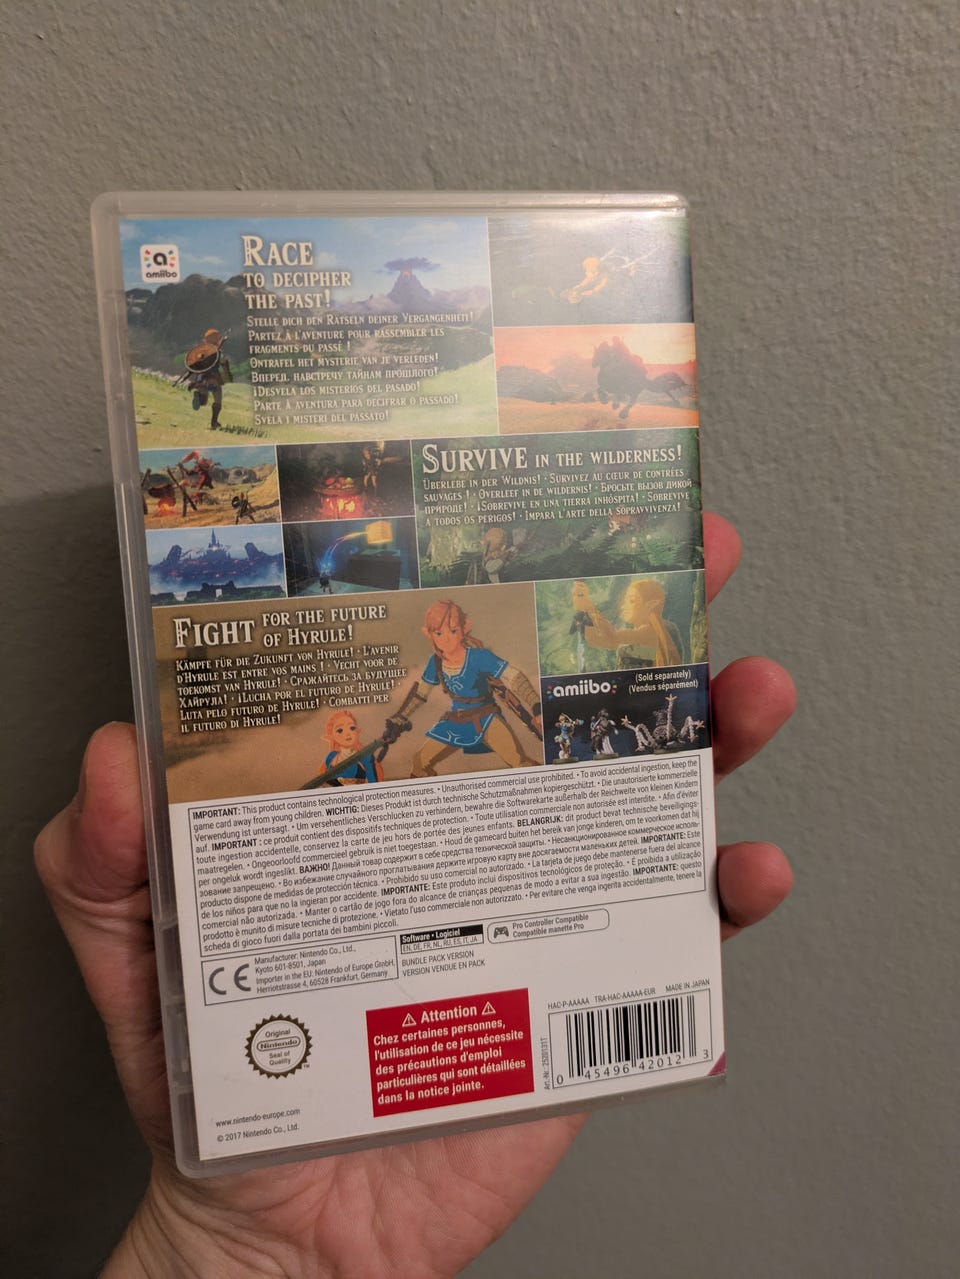 amiibo
RACE
TO DECIPHER
THE PAST!
STELLE DICH DEN RÄTSELN DEINER VERGANGENHEIT!
PARTEZ À L'AVENTURE POUR RASSEMBLER LES
FRAGMENTS DU PASSÉ !
ONTRAFEL HET MYSTERIE VAN JE VERLEDEN!
ВПЕРЕД, НАВСТРЕЧУ ТАЙНАМ ПРОШЛОГО!
¡DESVELA LOS MISTERIOS DEL PASADO!
PARTE À AVENTURA PARA DECIFRAR O PASSADO!
SVELA I MISTERI DEL PASSATO!
SURVIVE IN THE WILDERNESS!
ÜBERLEBE IN DER WILDNIS! • SURVIVEZ AU CŒUR DE CONTRÉES
SAUVAGES ! • OVERLEEF IN DE WILDERNIS! • БРОСЬТЕ ВЫЗОВ ДИКОЙ
ПРИРОДЕ! • ¡SOBREVIVE EN UNA TIERRA INHÓSPITA! • SOBREVIVE
A TODOS OS PERIGOS! • IMPARA L'ARTE DELLA SOPRAVVIVENZA!
FIGHT FOR THE FUTURE
OF HYRULE!
KÄMPFE FÜR DIE ZUKUNFT VON HYRULE! • L'AVENIR
D'HYRULE EST ENTRE VOS MAINS ! • VECHT VOOR DE
TOEKOMST VAN HYRULE! • СРАЖАЙТЕСЬ ЗА БУДУЩЕЕ
ХАЙРУЛА! • ¡LUCHA POR EL FUTURO DE HYRULE! •
LUTA PELO FUTURO DE HYRULE! • COMBATTI PER
IL FUTURO DI HYRULE!
amiibo
(Sold separately)
(Vendus séparément)
IMPORTANT: This product contains technological protection measures. • Unauthorised commercial use prohibited. • To avoid accidental ingestion, keep the
game card away from young children. WICHTIG: Dieses Produkt ist durch technische Schutzmaßnahmen kopiergeschützt. • Die unautorisierte kommerzielle
Verwendung ist untersagt. • Um versehentliches Verschlucken zu verhindern, bewahre die Softwarekarte außerhalb der Reichweite von kleinen Kindern
auf. IMPORTANT : ce produit contient des dispositifs techniques de protection. • Toute utilisation commerciale non autorisée est interdite. • Afin d'éviter
toute ingestion accidentelle, conservez la carte de jeu hors de portée des jeunes enfants. BELANGRIJK: dit product bevat technische beveiligings-
maatregelen. • Ongeoorloofd commercieel gebruik is niet toegestaan. • Houd de gamecard buiten het bereik van jonge kinderen, om te voorkomen dat hij
per ongeluk wordt ingeslikt. ВАЖНО! Данный товар содержит в себе средства технической защиты. • Несанкционированное коммерческое исполь-
зование запрещено. • Во избежание случайного проглатывания держите игровую карту вне досягаемости маленьких детей. IMPORTANTE: Este
producto dispone de medidas de protección técnica. • Prohibido su uso comercial no autorizado. • La tarjeta de juego debe mantenerse fuera del alcance
de los niños para que no la ingieran por accidente. IMPORTANTE: Este produto inclui dispositivos tecnológicos de proteção. • É proibida a utilização
comercial não autorizada. • Manter o cartão de jogo fora do alcance de crianças pequenas de modo a evitar a sua ingestão. IMPORTANTE: questo
prodotto è munito di misure tecniche di protezione. • Vietato l'uso commerciale non autorizzato. • Per evitare che venga ingerita accidentalmente, tenere la
scheda di gioco fuori dalla portata dei bambini piccoli.
CE
Manufacturer: Nintendo Co., Ltd.,
Kyoto 601-8501, Japan
Importer in the EU: Nintendo of Europe GmbH,
Herriotstrasse 4, 60528 Frankfurt, Germany
Software • Logiciel
EN, DE, FR, NL, RU, ES, IT, JA
BUNDLE PACK VERSION
VERSION VENDUE EN PACK
Pro Controller Compatible
Compatible manette Pro
Original
Nintendo
Seal of
Quality
TM
www.nintendo-europe.com
© 2017 Nintendo Co., Ltd.
Attention
Chez certaines personnes,
l'utilisation de ce jeu nécessite
des précautions d'emploi
particulières qui sont détaillées
dans la notice jointe.
HAC-P-AAAAA TRA-HAC-AAAAA-EUR MADE IN JAPAN
Art.-Nr.: 2520131T
0 45496 42012 3